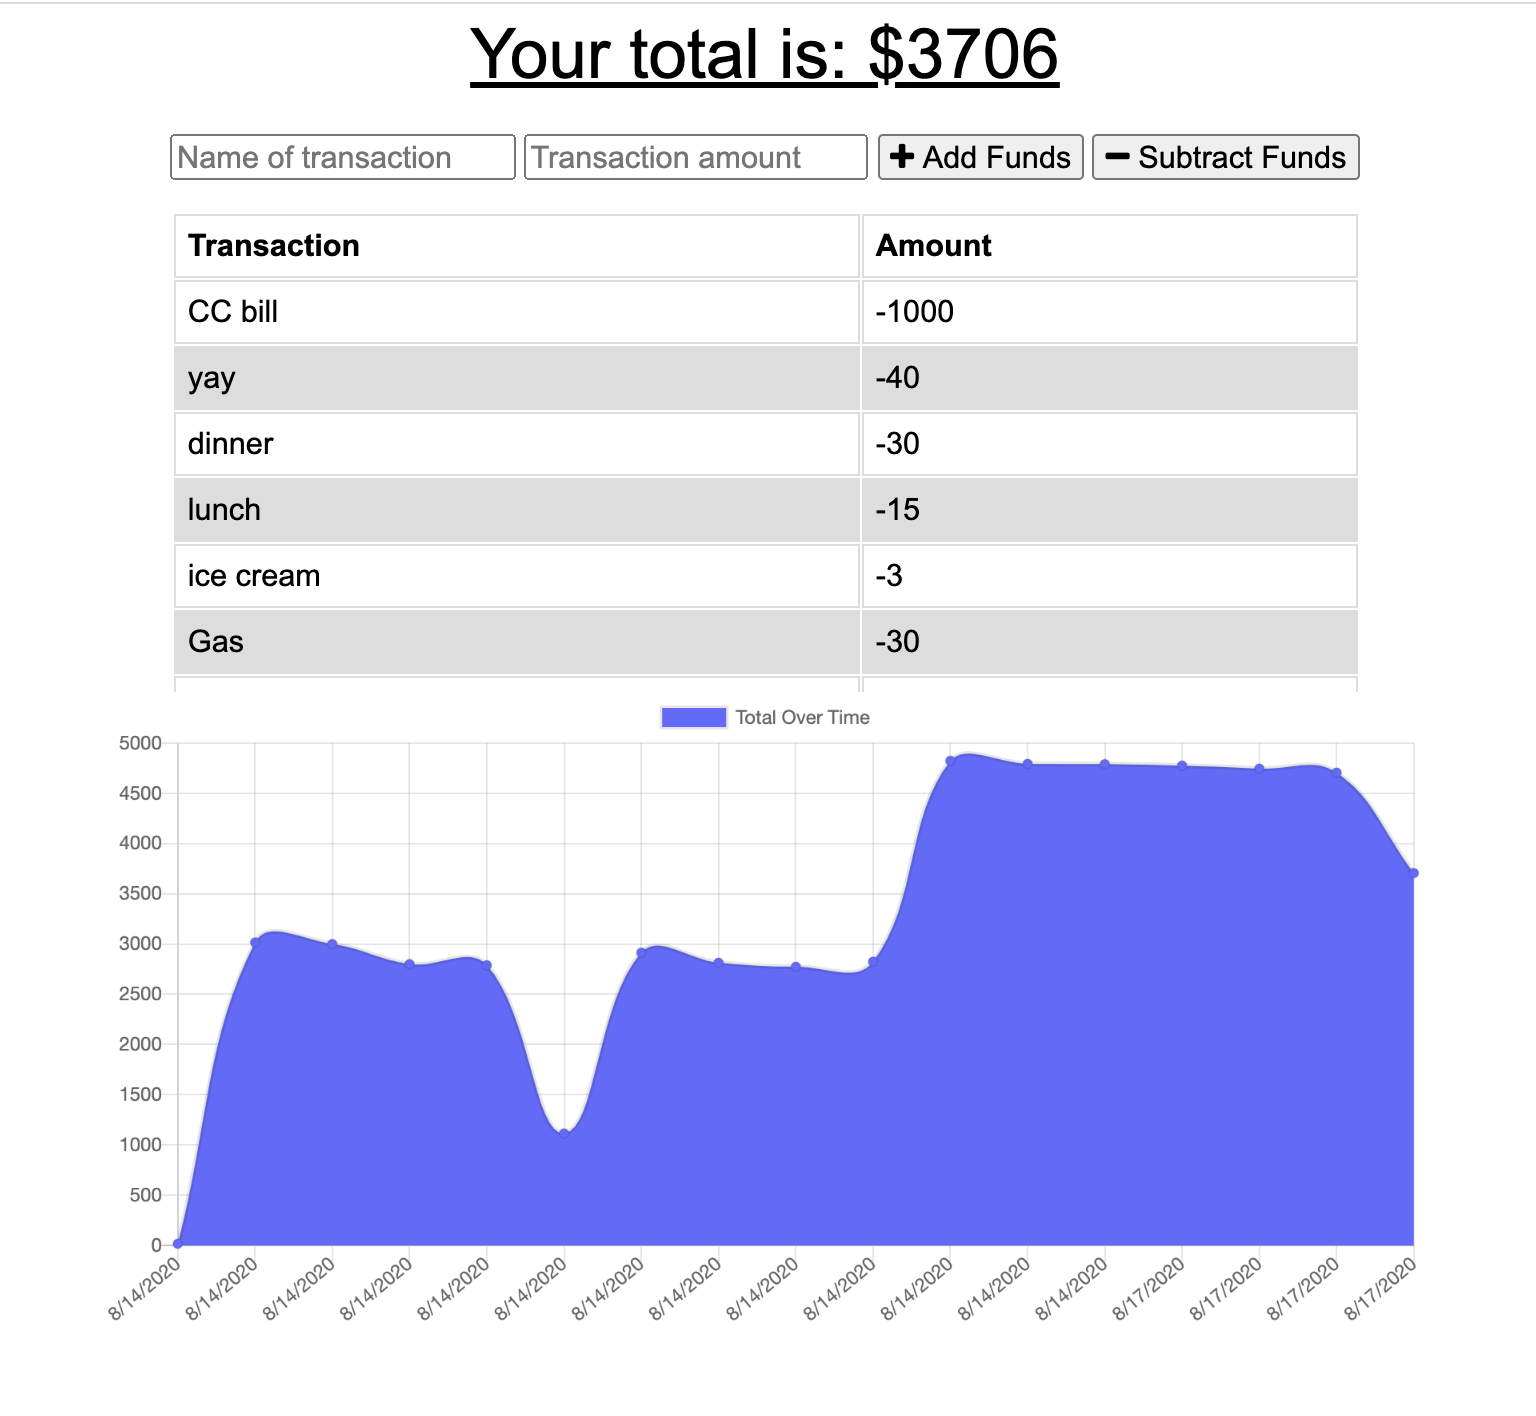 Your total is: $3706
Name of transaction Transaction amount + Add Funds − Subtract Funds
Transaction Amount
CC bill -1000
yay -40
dinner -30
lunch -15
ice cream -3
Gas -30
Total Over Time
5000
4500
4000
3500
3000
2500
2000
1500
1000
500
0
8/14/2020 8/14/2020 8/14/2020 8/14/2020 8/14/2020 8/14/2020 8/14/2020 8/14/2020 8/14/2020 8/14/2020 8/14/2020 8/14/2020 8/14/2020 8/17/2020 8/17/2020 8/17/2020 8/17/2020